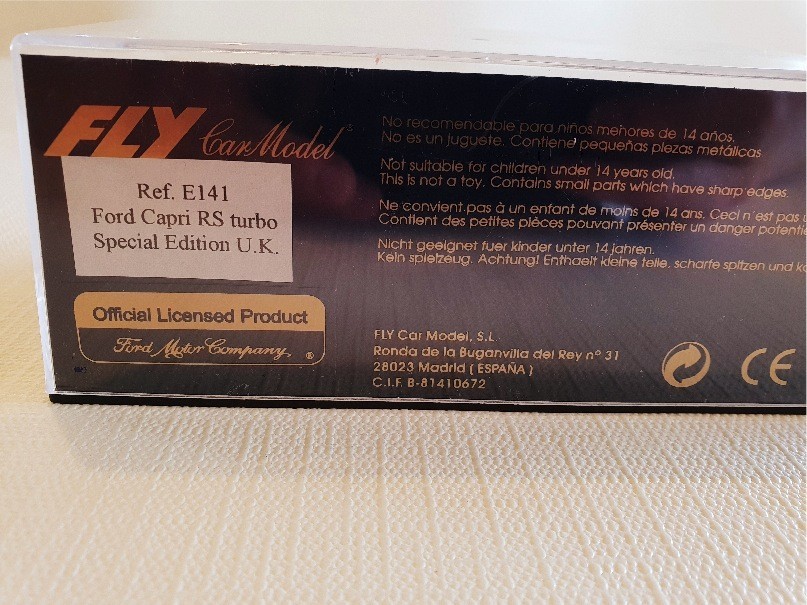 FLY Car Model
Ref. E141
Ford Capri RS turbo
Special Edition U.K.
Official Licensed Product
Ford Motor Company ®
No recomendable para niños menores de 14 años.
No es un juguete. Contiene pequeñas piezas metálicas
Not suitable for children under 14 years old.
This is not a toy. Contains small parts which have sharp edges.
Ne convient pas à un enfant de moins de 14 ans. Ceci n'est pas
Contient des petites pièces pouvant présenter un danger potentie
Nicht geeignet fuer kinder unter 14 jahren.
Kein spielzeug. Achtung! Enthaelt kleine teile, scharfe spitzen und
FLY Car Model, S.L.
Ronda de la Buganvilla del Rey nº 31
28023 Madrid ( ESPAÑA )
C.I.F. B-81410672
CE